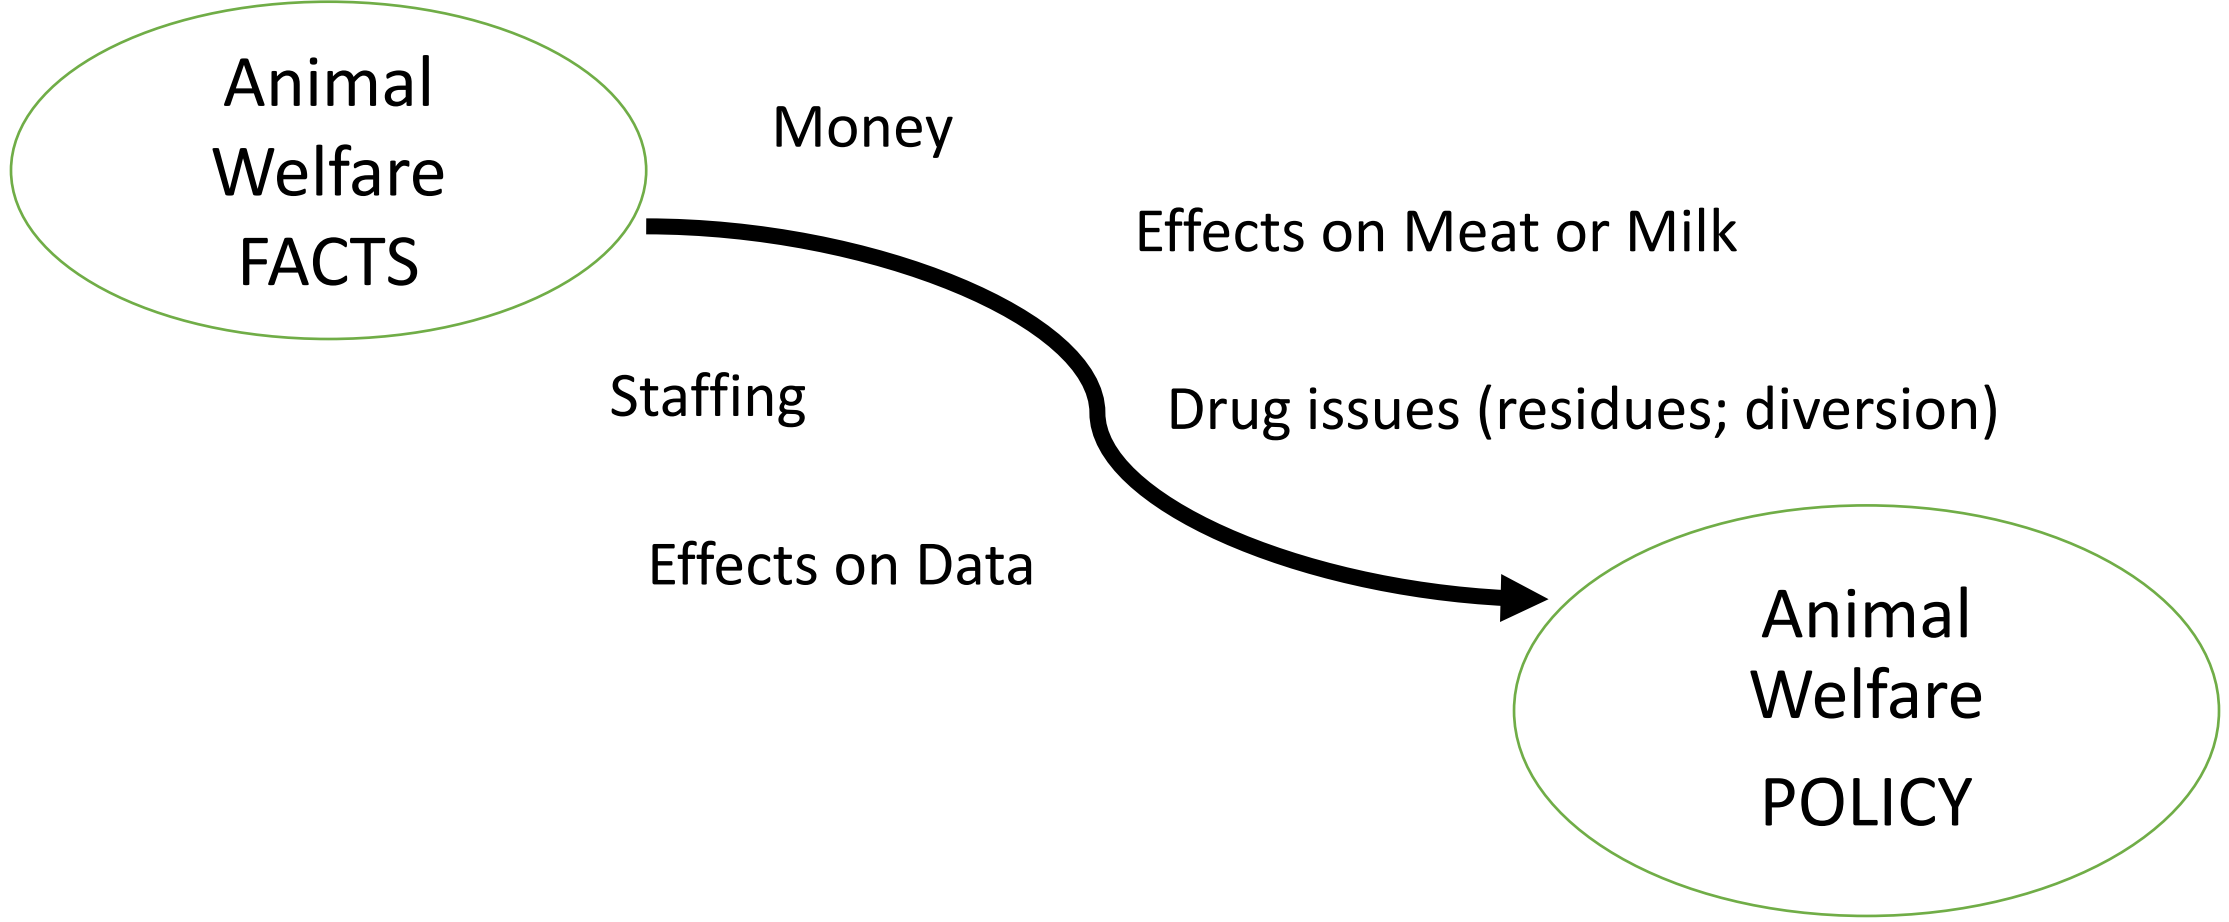 Animal
Welfare
FACTS
Money
Effects on Meat or Milk
Staffing
Drug issues (residues; diversion)
Effects on Data
Animal
Welfare
POLICY